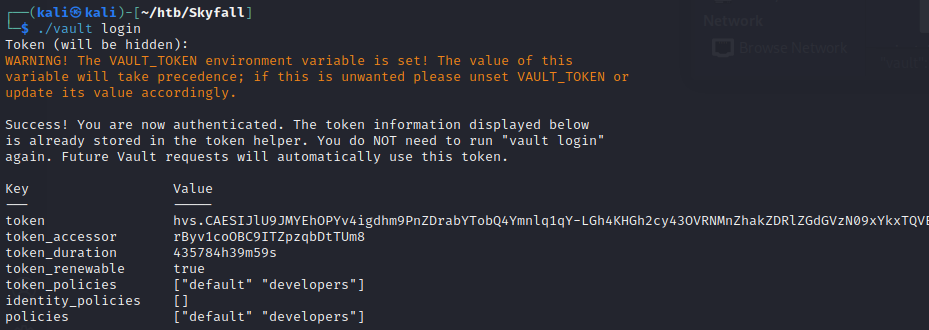 ┌──(kali㉿kali)-[~/htb/Skyfall]
└─$ ./vault login
Token (will be hidden):
WARNING! The VAULT_TOKEN environment variable is set! The value of this
variable will take precedence; if this is unwanted please unset VAULT_TOKEN or
update its value accordingly.
Success! You are now authenticated. The token information displayed below
is already stored in the token helper. You do NOT need to run "vault login"
again. Future Vault requests will automatically use this token.
Key Value
--- -----
token hvs.CAESIJlU9JMYEhOPYv4igdhm9PnZDrabYTobQ4Ymnlq1qY-LGh4KHGh2cy43OVRNMnZhakZDRlZGdGVzN09xYkxTQVE
token_accessor rByv1coOBC9ITZpzqbDtTUm8
token_duration 435784h39m59s
token_renewable true
token_policies ["default" "developers"]
identity_policies []
policies ["default" "developers"]
Network
Browse Network